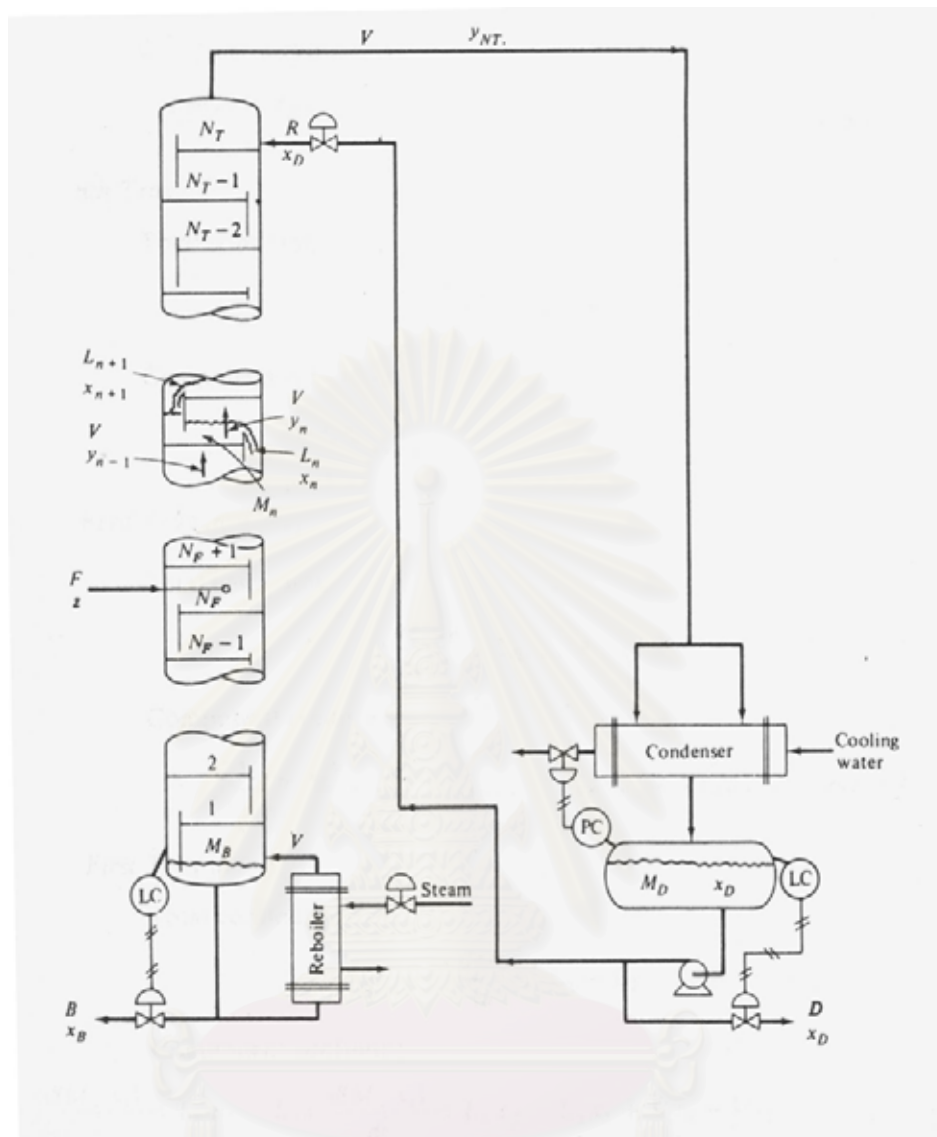 V
y_{NT.}
N_T
R
x_D
N_T − 1
N_T − 2
L_{n+1}
x_{n+1}
V
y_n
V
y_{n−1}
L_n
x_n
M_n
N_F + 1
F
z
N_F
N_F − 1
Condenser
Cooling
water
2
PC
1
V
M_B
M_D
x_D
LC
LC
Steam
Reboiler
B
x_B
D
x_D